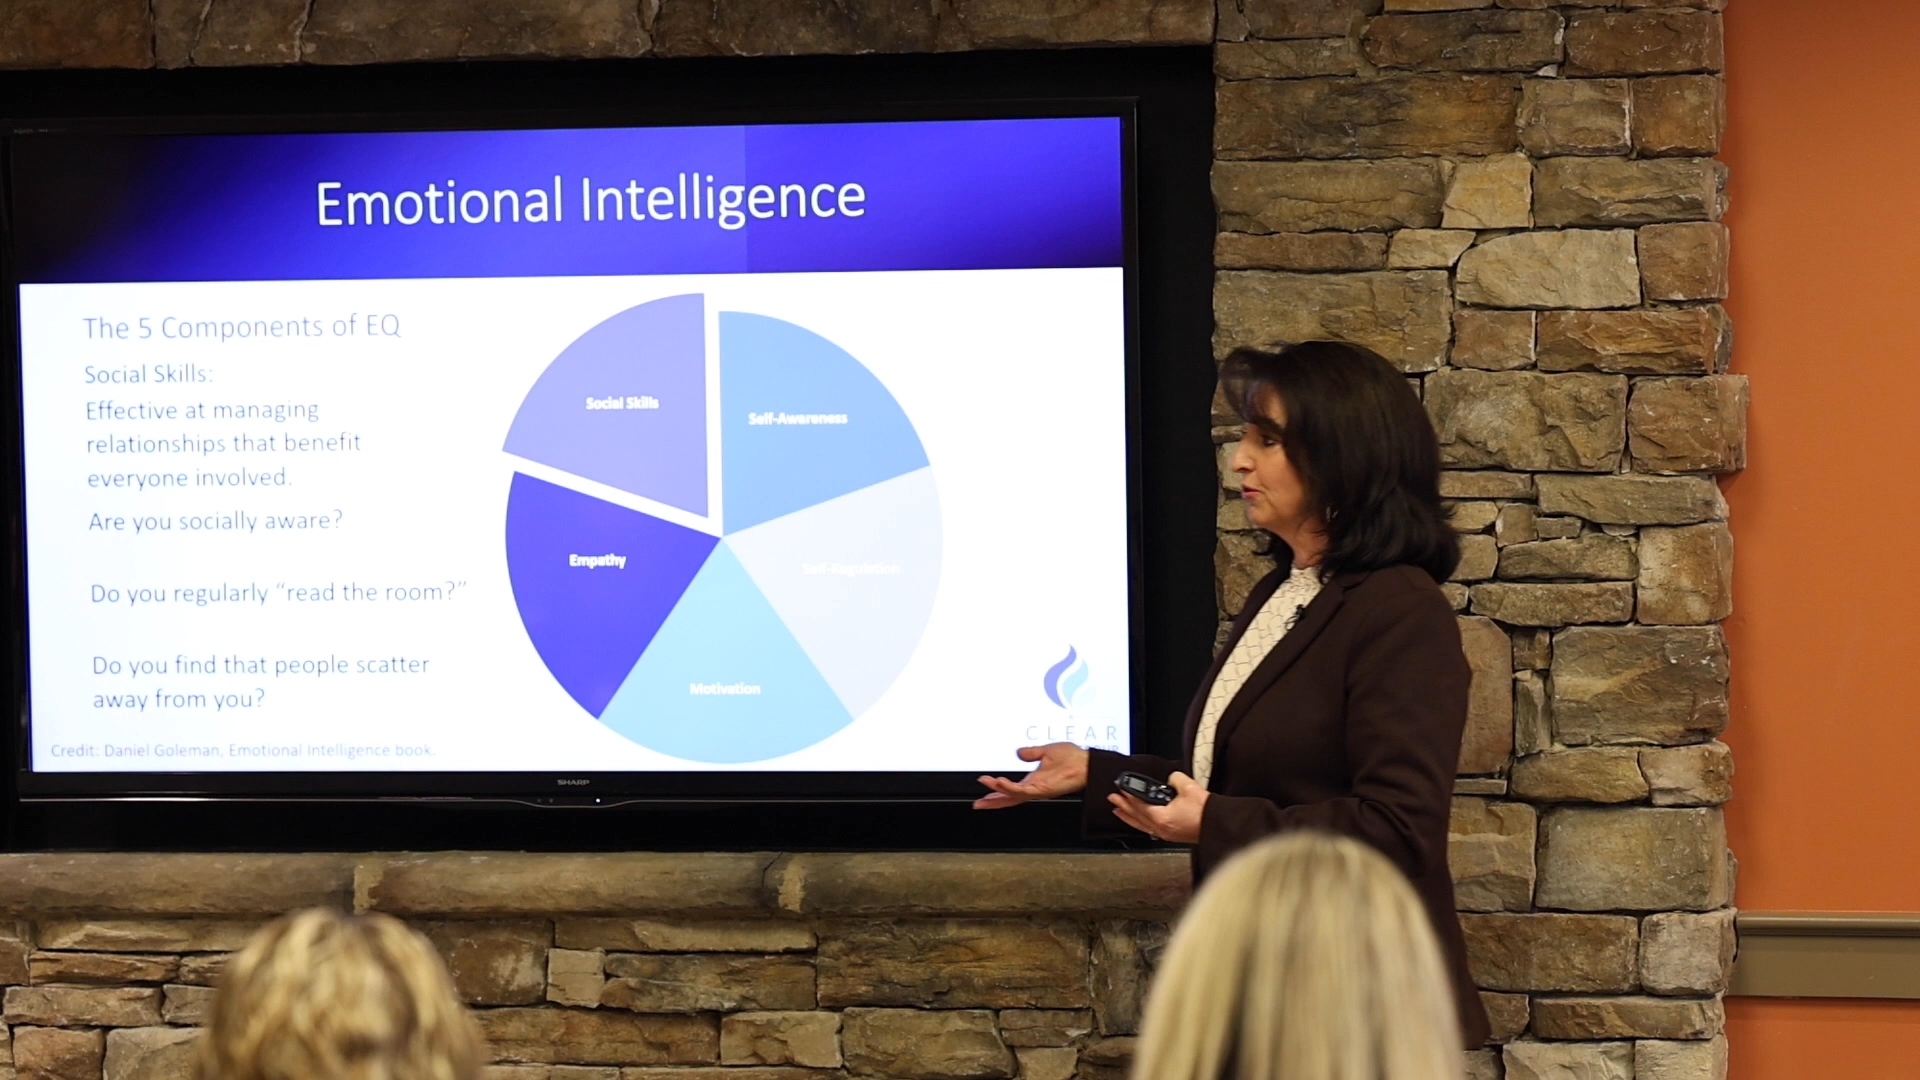 Emotional Intelligence
The 5 Components of EQ
Social Skills:
Effective at managing
relationships that benefit
everyone involved.
Are you socially aware?
Do you regularly “read the room?”
Do you find that people scatter
away from you?
Credit: Daniel Goleman, Emotional Intelligence book.
Social Skills
Self-Awareness
Empathy
Self-Regulation
Motivation
CLEAR
SHARP